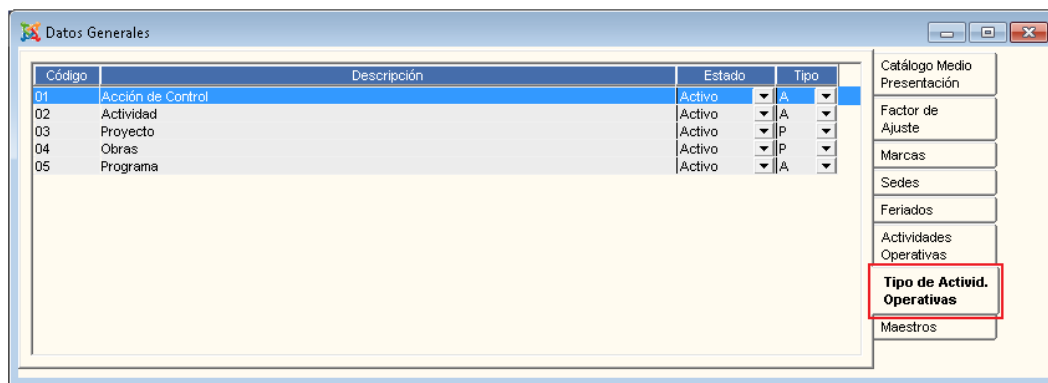 Datos Generales
Código Descripción Estado Tipo
01 Acción de Control Activo A
02 Actividad Activo A
03 Proyecto Activo P
04 Obras Activo P
05 Programa Activo A
Catálogo Medio
Presentación
Factor de
Ajuste
Marcas
Sedes
Feriados
Actividades
Operativas
Tipo de Activid.
Operativas
Maestros